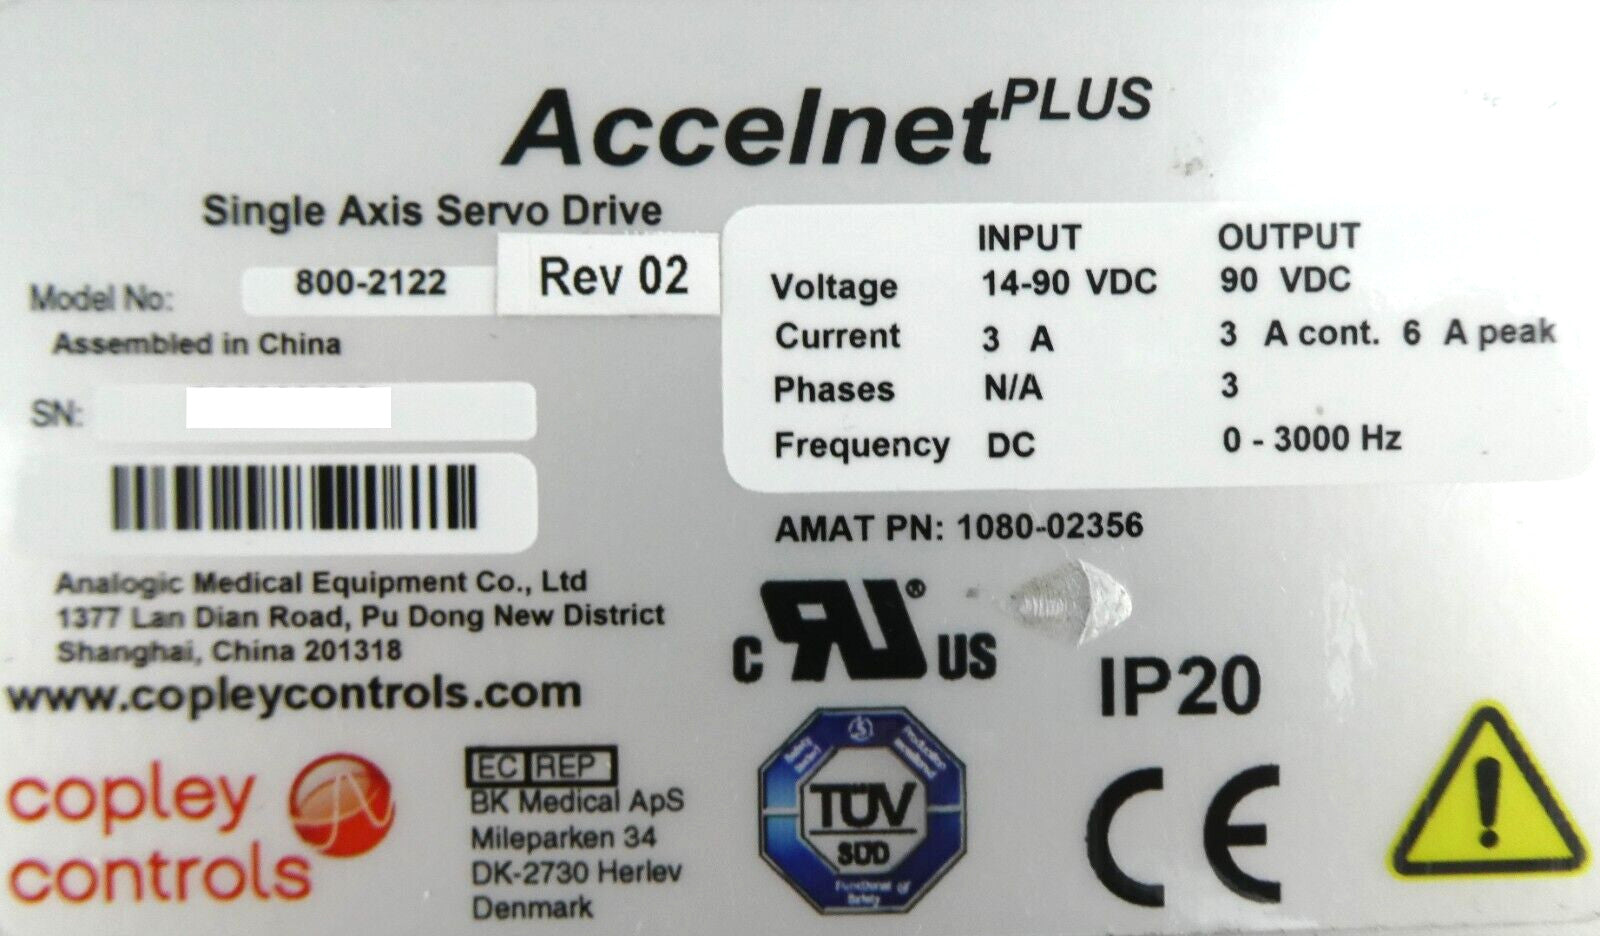 Accelnet PLUS
Single Axis Servo Drive
Model No: 800-2122 Rev 02
Assembled in China
SN:
INPUT OUTPUT
Voltage 14-90 VDC 90 VDC
Current 3 A 3 A cont. 6 A peak
Phases N/A 3
Frequency DC 0 - 3000 Hz
AMAT PN: 1080-02356
Analogic Medical Equipment Co., Ltd
1377 Lan Dian Road, Pu Dong New District
Shanghai, China 201318
www.copleycontrols.com
copley
controls
EC REP
BK Medical ApS
Mileparken 34
DK-2730 Herlev
Denmark
c RU ® US
IP20
TÜV
SÜD
Functional
Safety
CE
!